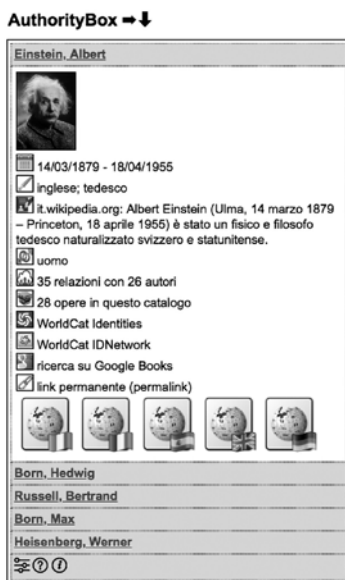 AuthorityBox ➡⬇
Einstein, Albert
14/03/1879 - 18/04/1955
inglese; tedesco
it.wikipedia.org: Albert Einstein (Ulma, 14 marzo 1879
– Princeton, 18 aprile 1955) è stato un fisico e filosofo
tedesco naturalizzato svizzero e statunitense.
uomo
35 relazioni con 26 autori
28 opere in questo catalogo
WorldCat Identities
WorldCat IDNetwork
ricerca su Google Books
link permanente (permalink)
Born, Hedwig
Russell, Bertrand
Born, Max
Heisenberg, Werner